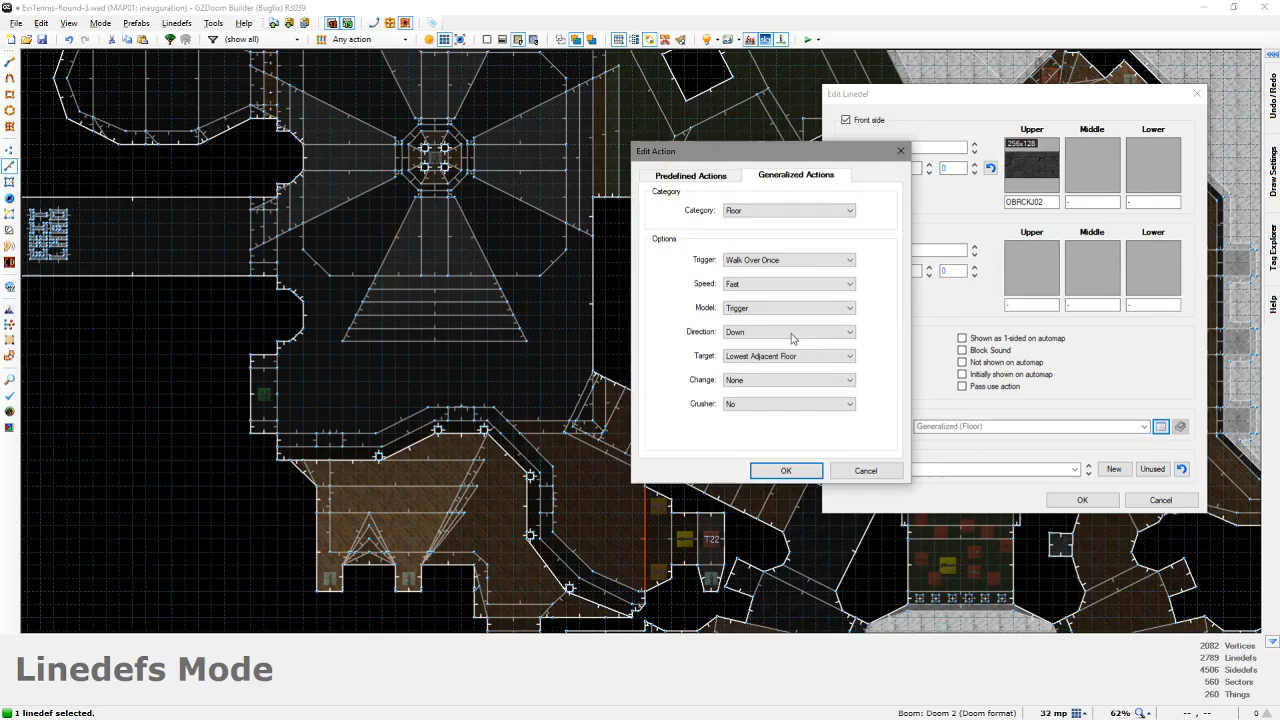 • EviTennis-Round-3.wad (MAP01: inauguration) - GZDoom Builder (Bugfix) R3039
File Edit View Mode Prefabs Linedefs Tools Help
(show all) Any action
Edit Linedef
Front side
Upper Middle Lower
256x128
0
OBRCKJ02 - -
Upper Middle Lower
0
- - -
Shown as 1-sided on automap
Block Sound
Not shown on automap
Initially shown on automap
Pass use action
Generalized (Floor)
New Unused
OK Cancel
Edit Action
Predefined Actions Generalized Actions
Category
Category: Floor
Options
Trigger: Walk Over Once
Speed: Fast
Model: Trigger
Direction: Down
Target: Lowest Adjacent Floor
Change: None
Crusher: No
OK Cancel
T22
Undo / Redo
Draw Settings
Tag Explorer
Help
Linedefs Mode
2082 Vertices
2789 Linedefs
4506 Sidedefs
560 Sectors
260 Things
1 linedef selected.
Boom: Doom 2 (Doom format) 32 mp 62% -- , -- 0